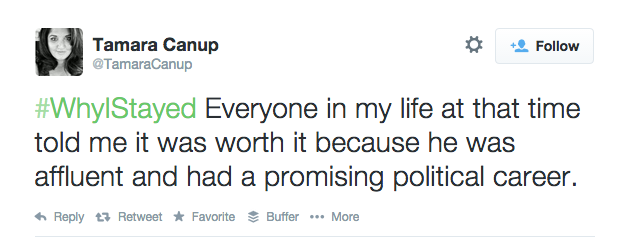 Tamara Canup
@TamaraCanup
Follow
#WhyIStayed Everyone in my life at that time
told me it was worth it because he was
affluent and had a promising political career.
Reply Retweet Favorite Buffer More